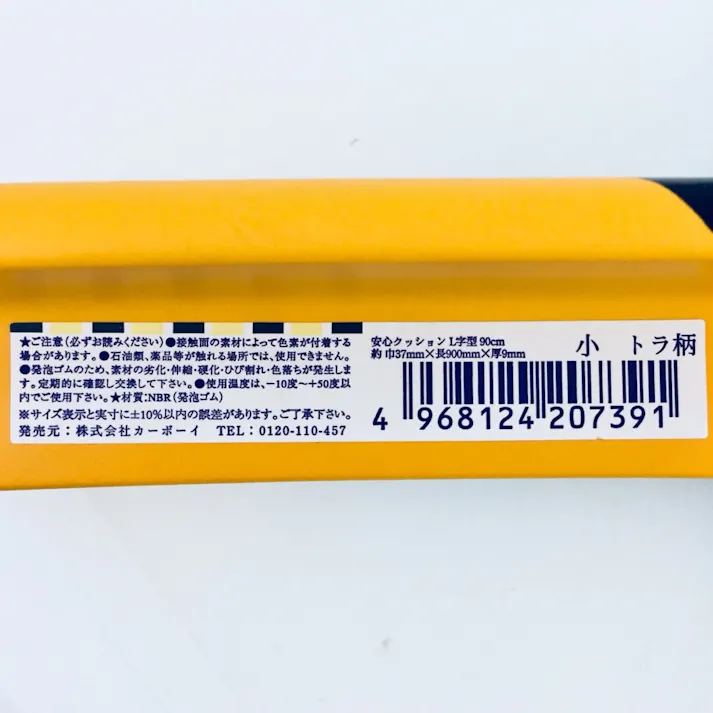 ★ご注意(必ずお読みください)●接触面の素材によって色素が付着する
場合があります。●石油類、薬品等が触れる場所では、使用できません。
●発泡ゴムのため、素材の劣化・伸縮・硬化・ひび割れ・色落ちが発生しま
す。定期的に確認し交換して下さい。●使用温度は、−10度〜+50度以
内でご使用下さい。★材質:NBR(発泡ゴム)
※サイズ表示と実寸に±10%以内の誤差があります。ご了承下さい。
発売元:株式会社カーボーイ TEL:0120-110-457
安心クッション L字型 90cm
約 巾37mm×長900mm×厚9mm
小 トラ柄
4 968124 207391